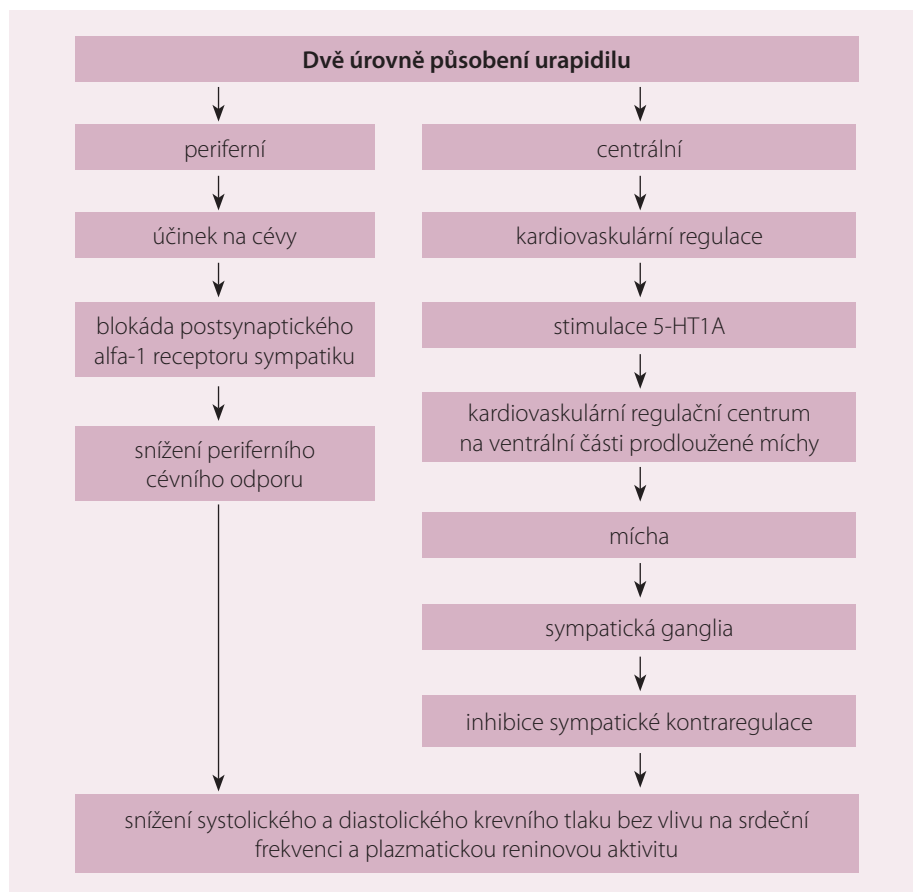 Dvě úrovně působení urapidilu
periferní
účinek na cévy
blokáda postsynaptického
alfa-1 receptoru sympatiku
snížení periferního
cévního odporu
centrální
kardiovaskulární regulace
stimulace 5-HT1A
kardiovaskulární regulační centrum
na ventrální části prodloužené míchy
mícha
sympatická ganglia
inhibice sympatické kontraregulace
snížení systolického a diastolického krevního tlaku bez vlivu na srdeční
frekvenci a plazmatickou reninovou aktivitu